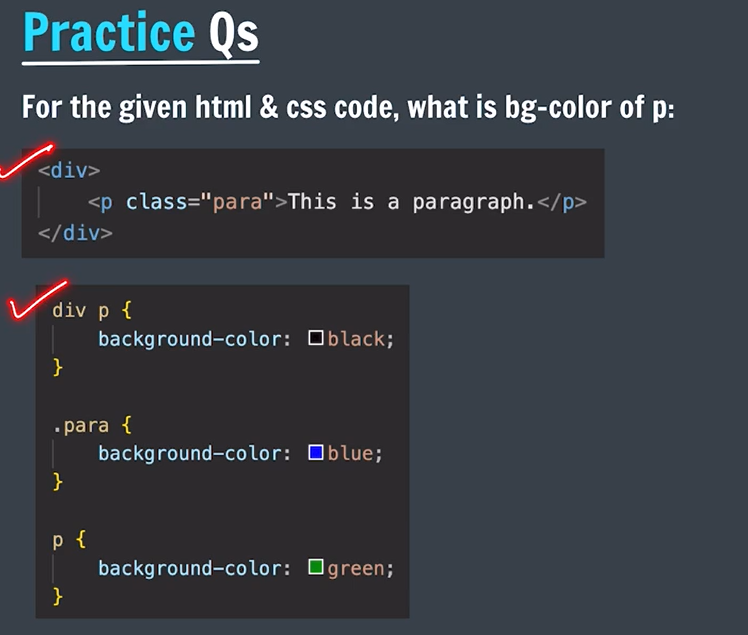 Practice Qs
For the given html & css code, what is bg-color of p:
<div>
<p class="para">This is a paragraph.</p>
</div>
div p {
background-color: black;
}
.para {
background-color: blue;
}
p {
background-color: green;
}